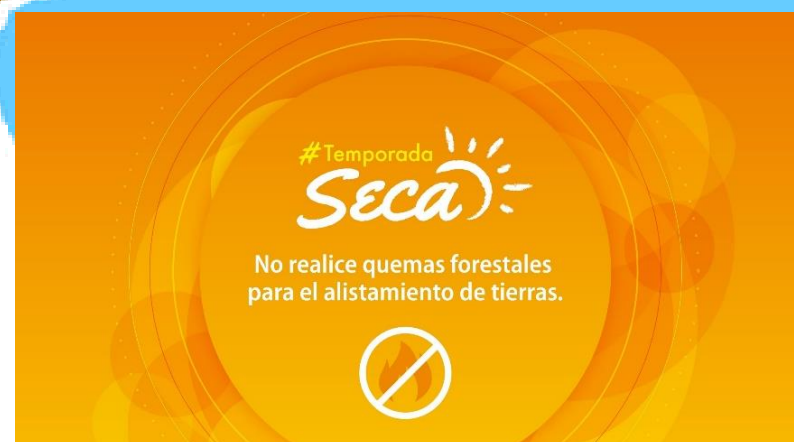 #Temporada
Seca
No realice quemas forestales
para el alistamiento de tierras.